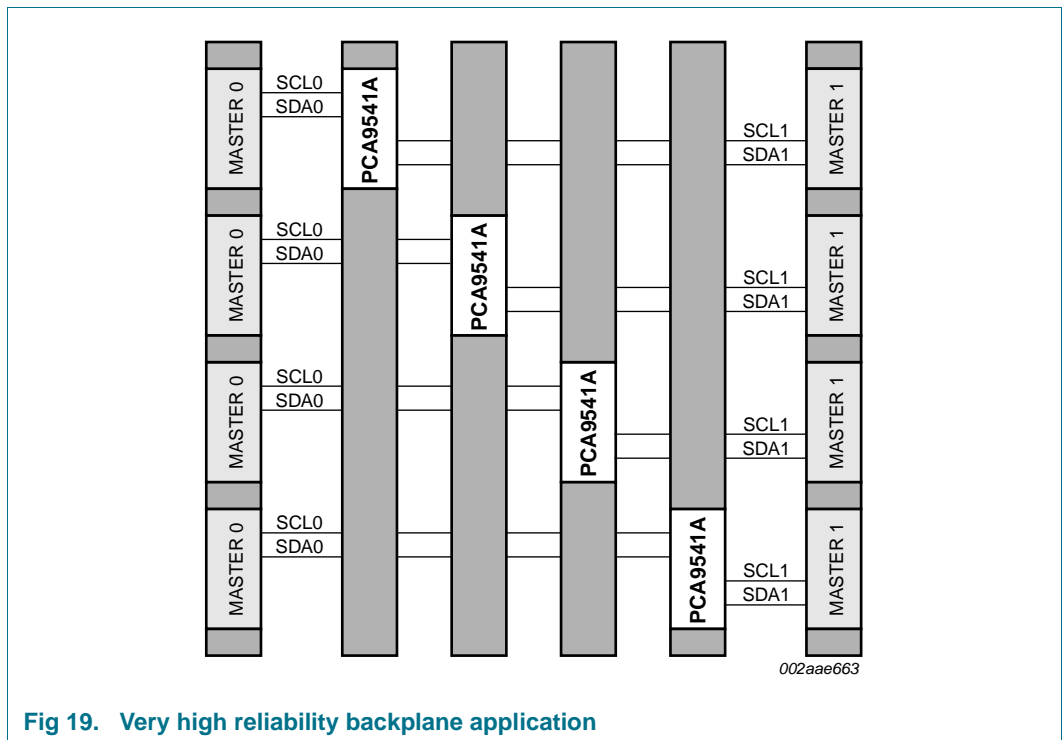 MASTER 0
SCL0
SDA0
PCA9541A
SCL1
SDA1
MASTER 1
MASTER 0
SCL0
SDA0
PCA9541A
SCL1
SDA1
MASTER 1
MASTER 0
SCL0
SDA0
PCA9541A
SCL1
SDA1
MASTER 1
MASTER 0
SCL0
SDA0
PCA9541A
SCL1
SDA1
MASTER 1
002aae663
Fig 19. Very high reliability backplane application